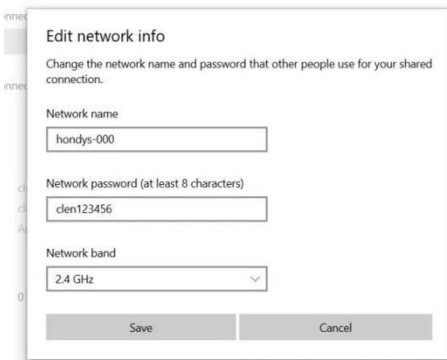 Edit network info
Change the network name and password that other people use for your shared
connection.
Network name
hondys-000
Network password (at least 8 characters)
clen123456
Network band
2.4 GHz
0
Save
Cancel